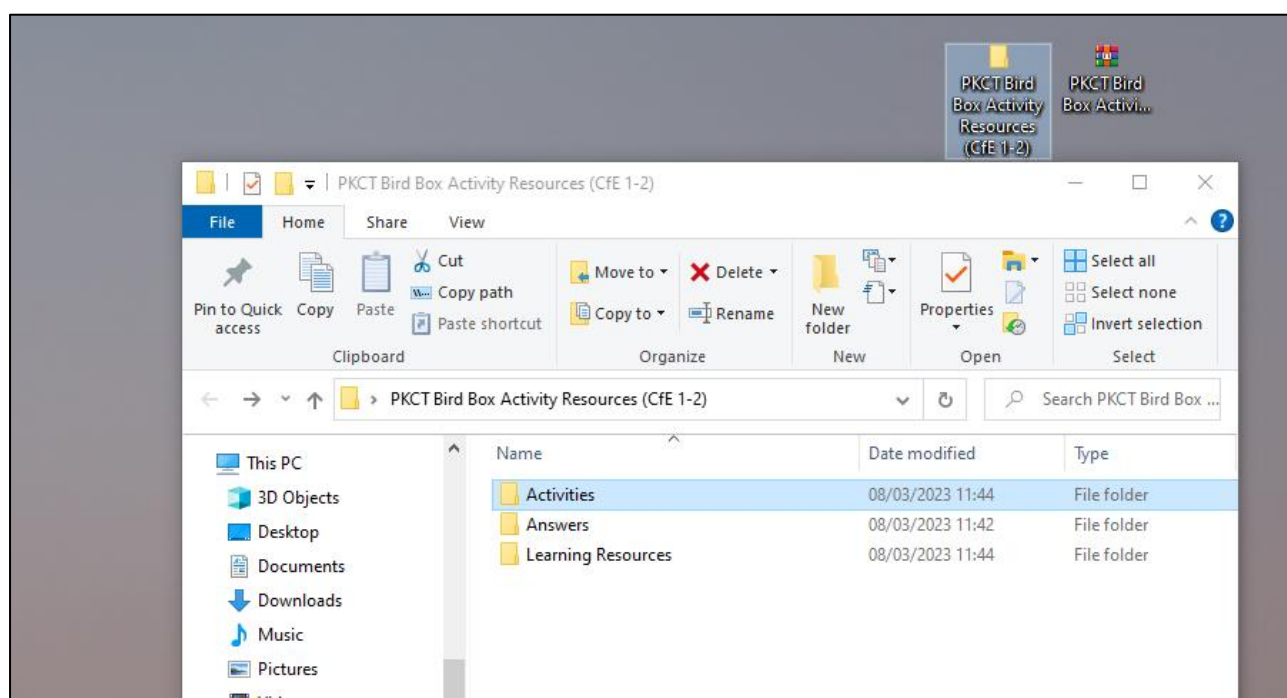 PKCT Bird
Box Activity
Resources
(CfE 1-2)
PKCT Bird
Box Activi...
PKCT Bird Box Activity Resources (CfE 1-2)
File Home Share View
Pin to Quick
access
Copy
Paste
Cut
Copy path
Paste shortcut
Clipboard
Move to
Copy to
Delete
Rename
Organize
New
folder
New
Properties
Open
Select all
Select none
Invert selection
Select
PKCT Bird Box Activity Resources (CfE 1-2)
Search PKCT Bird Box ...
This PC
3D Objects
Desktop
Documents
Downloads
Music
Pictures
Name Date modified Type
Activities 08/03/2023 11:44 File folder
Answers 08/03/2023 11:42 File folder
Learning Resources 08/03/2023 11:44 File folder